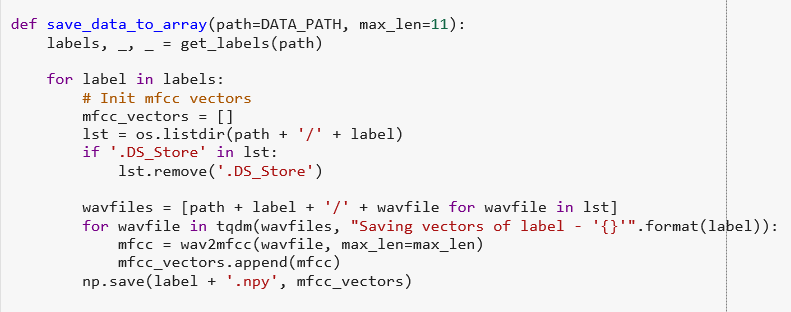 def save_data_to_array(path=DATA_PATH, max_len=11):
    labels, _, _ = get_labels(path)

    for label in labels:
        # Init mfcc vectors
        mfcc_vectors = []
        lst = os.listdir(path + '/' + label)
        if '.DS_Store' in lst:
            lst.remove('.DS_Store')

        wavfiles = [path + label + '/' + wavfile for wavfile in lst]
        for wavfile in tqdm(wavfiles, "Saving vectors of label - '{}'".format(label)):
            mfcc = wav2mfcc(wavfile, max_len=max_len)
            mfcc_vectors.append(mfcc)
        np.save(label + '.npy', mfcc_vectors)